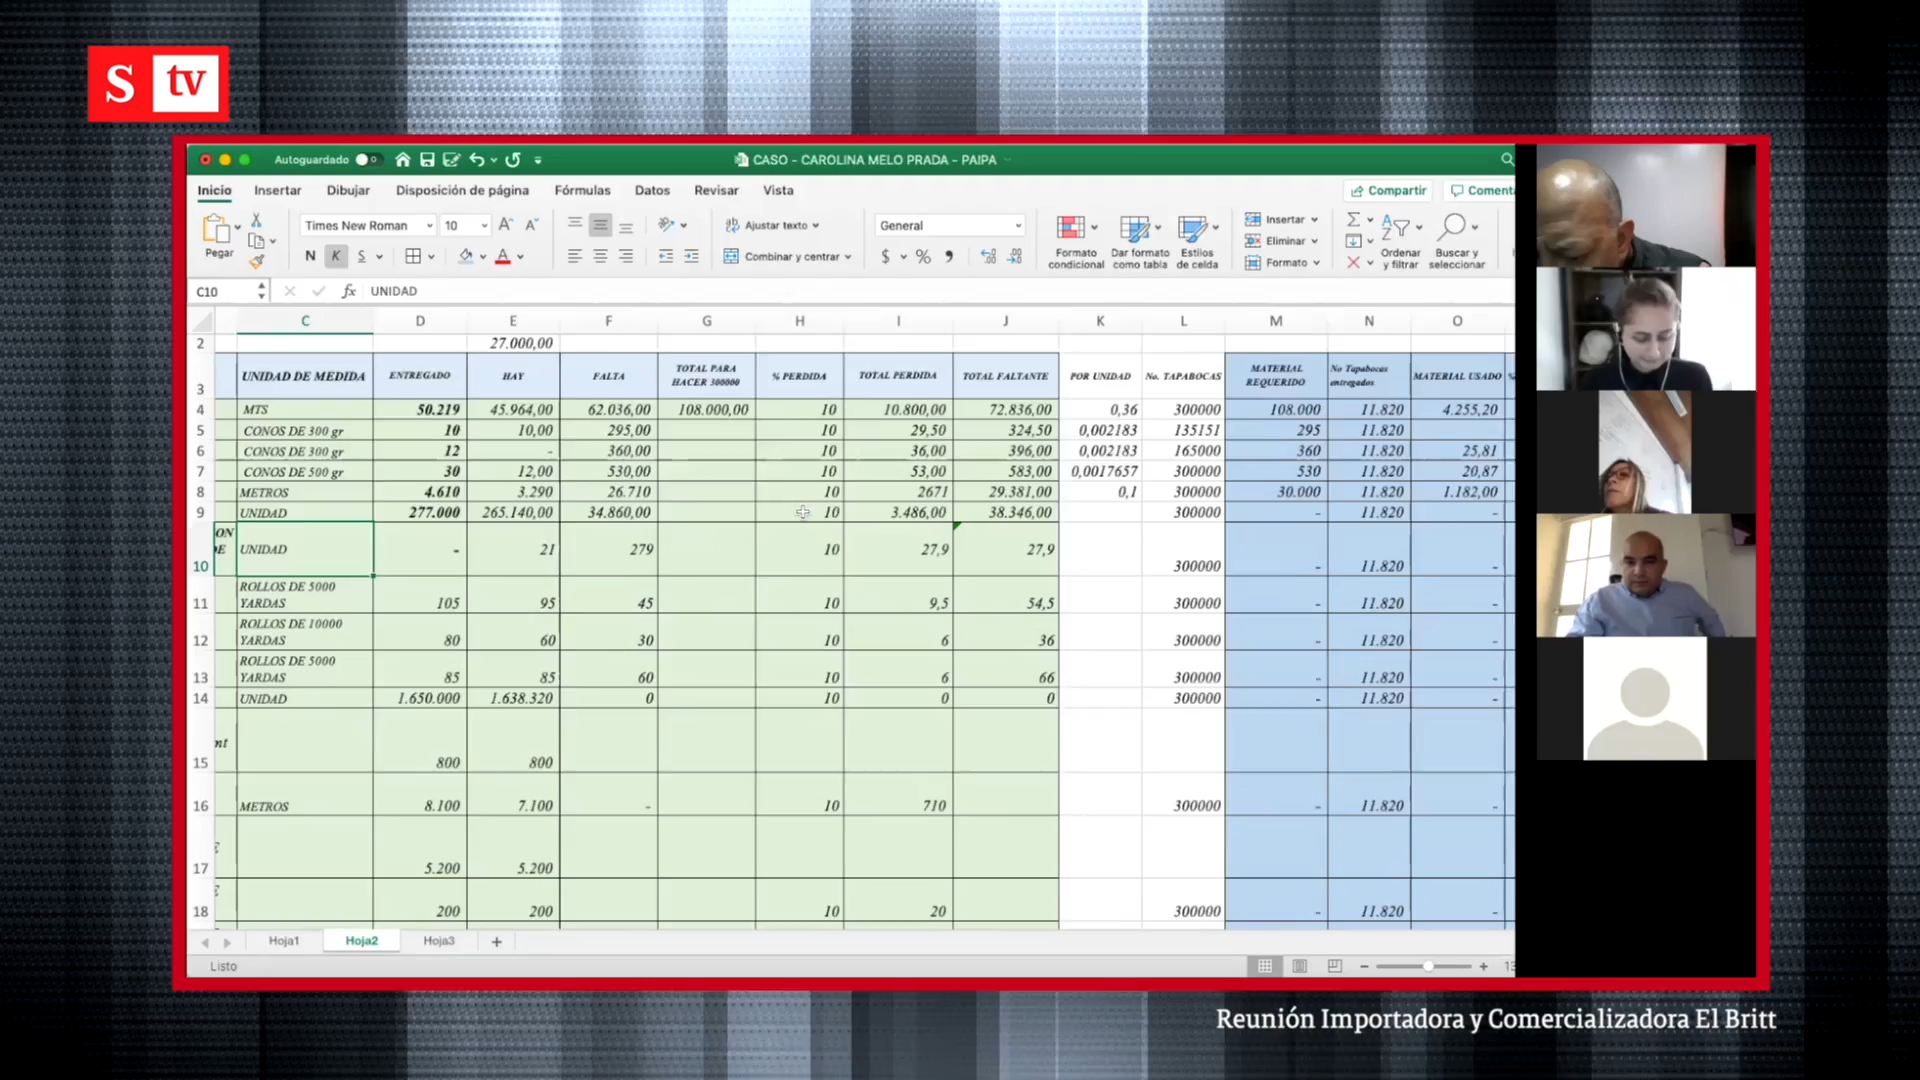 S tv
Autoguardado
CASO - CAROLINA MELO PRADA - PAIPA
Inicio Insertar Dibujar Disposición de página Fórmulas Datos Revisar Vista Compartir
Pegar
Times New Roman 10
N K S
Ajustar texto
Combinar y centrar
General
$ %
Formato condicional
Dar formato como tabla
Estilos de celda
Insertar
Eliminar
Formato
Ordenar y filtrar
Buscar y seleccionar
C10 fx UNIDAD
C D E F G H I J K L M N O
2 27.000,00
3 UNIDAD DE MEDIDA ENTREGADO HAY FALTA TOTAL PARA HACER 300000 % PERDIDA TOTAL PERDIDA TOTAL FALTANTE POR UNIDAD No. TAPABOCAS MATERIAL REQUERIDO No Tapabocas entregados MATERIAL USADO %
4 MTS 50.219 45.964,00 62.036,00 108.000,00 10 10.800,00 72.836,00 0,36 300000 108.000 11.820 4.255,20
5 CONOS DE 300 gr 10 10,00 295,00 10 29,50 324,50 0,002183 135151 295 11.820
6 CONOS DE 300 gr 12 - 360,00 10 36,00 396,00 0,002183 165000 360 11.820 25,81
7 CONOS DE 500 gr 30 12,00 530,00 10 53,00 583,00 0,0017657 300000 530 11.820 20,87
8 METROS 4.610 3.290 26.710 10 2671 29.381,00 0,1 300000 30.000 11.820 1.182,00
9 UNIDAD 277.000 265.140,00 34.860,00 10 3.486,00 38.346,00 300000 - 11.820 -
10 ON DE UNIDAD - 21 279 10 27,9 27,9 300000 - 11.820 -
11 ROLLOS DE 5000 YARDAS 105 95 45 10 9,5 54,5 300000 - 11.820 -
12 ROLLOS DE 10000 YARDAS 80 60 30 10 6 36 300000 - 11.820 -
13 ROLLOS DE 5000 YARDAS 85 85 60 10 6 66 300000 - 11.820 -
14 UNIDAD 1.650.000 1.638.320 0 10 0 0 300000 - 11.820 -
15 nt 800 800
16 METROS 8.100 7.100 - 10 710 300000 - 11.820 -
17 5.200 5.200
18 200 200 10 20 300000 - 11.820 -
Hoja1 Hoja2 Hoja3 +
Listo
Reunión Importadora y Comercializadora El Britt